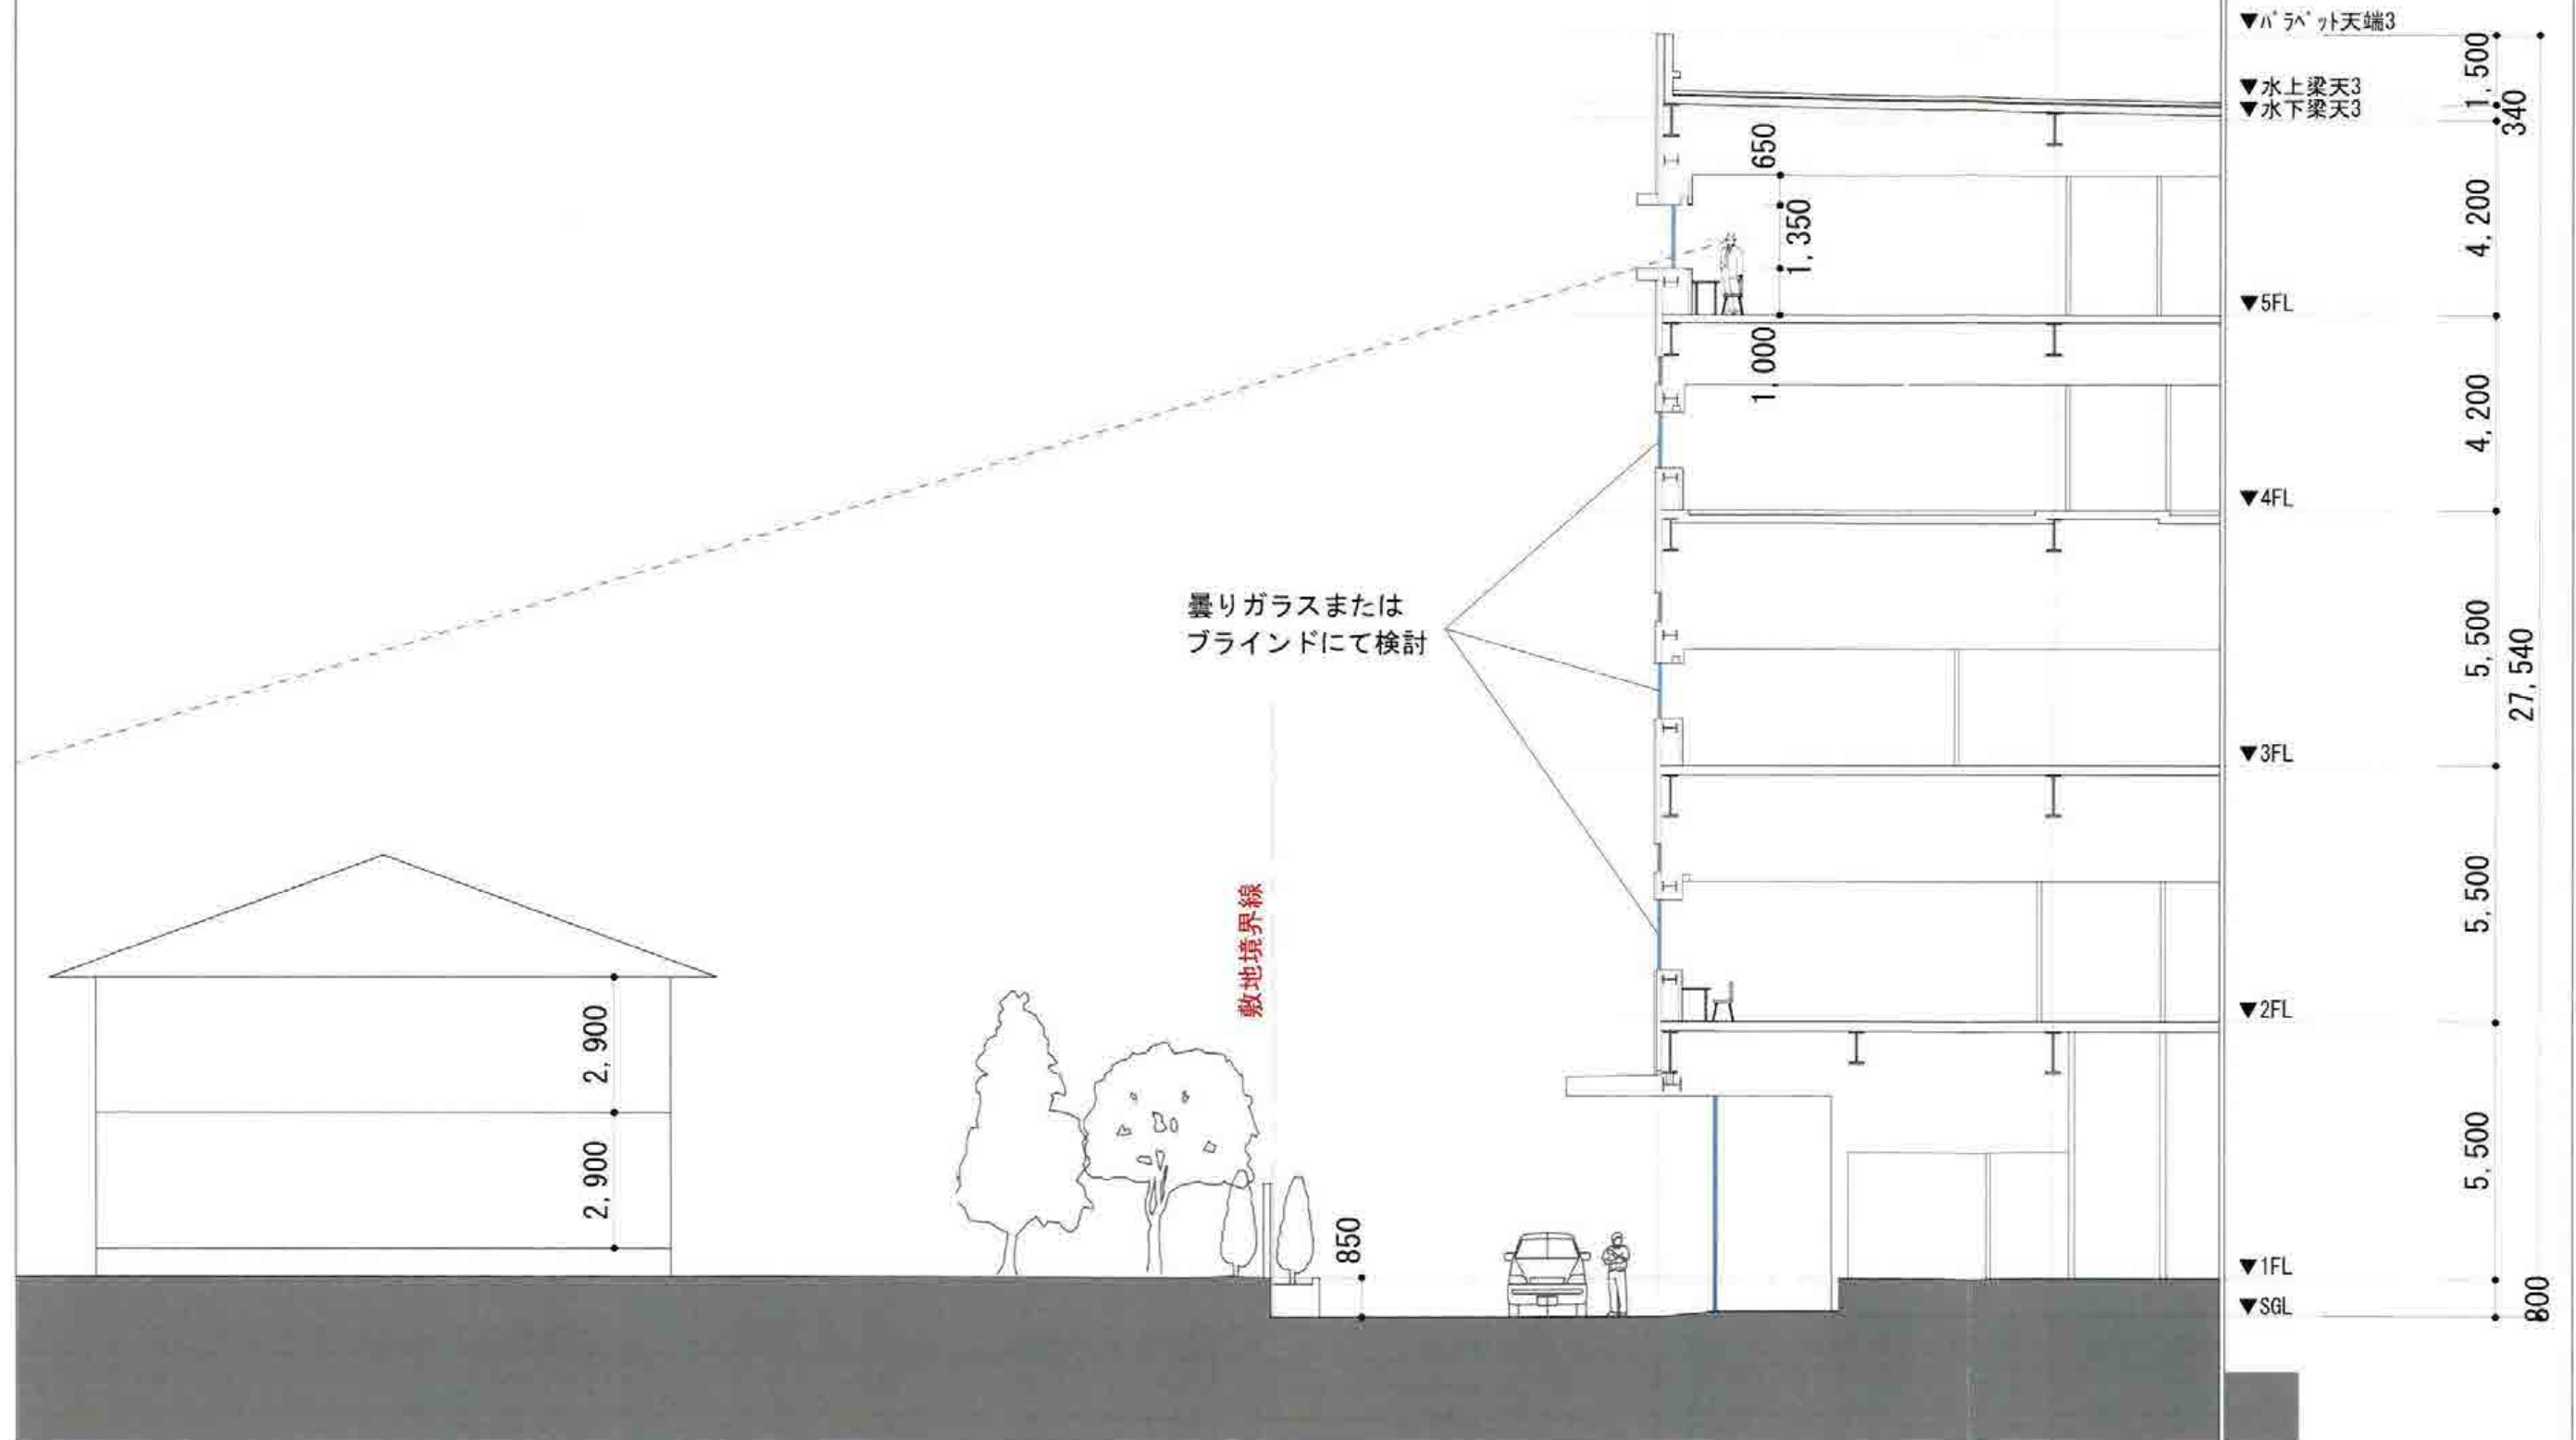 ▼パラペット天端3
1,500
▼水上梁天3
▼水下梁天3
340
650
1,350
4,200
▼5FL
1,000
4,200
▼4FL
曇りガラスまたは
ブラインドにて検討
5,500
27,540
▼3FL
敷地境界線
5,500
2,900
▼2FL
2,900
5,500
850
▼1FL
▼SGL
800